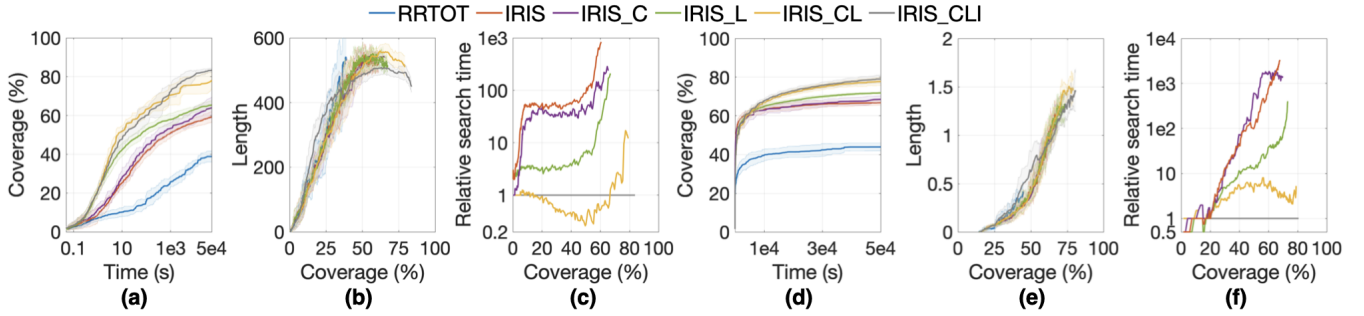 RRTOT IRIS IRIS_C IRIS_L IRIS_CL IRIS_CLI
100
80
60
40
20
0
Coverage (%)
0.1 10 1e3 5e4
Time (s)
(a)
600
400
200
0
Length
0 25 50 75 100
Coverage (%)
(b)
1e3
100
10
1
0.2
Relative search time
0 20 40 60 80 100
Coverage (%)
(c)
100
80
60
40
20
0
Coverage (%)
1e4 3e4 5e4
Time (s)
(d)
2
1.5
1
0.5
0
Length
0 25 50 75 100
Coverage (%)
(e)
1e4
1e3
1e2
10
1
0.5
Relative search time
0 20 40 60 80 100
Coverage (%)
(f)